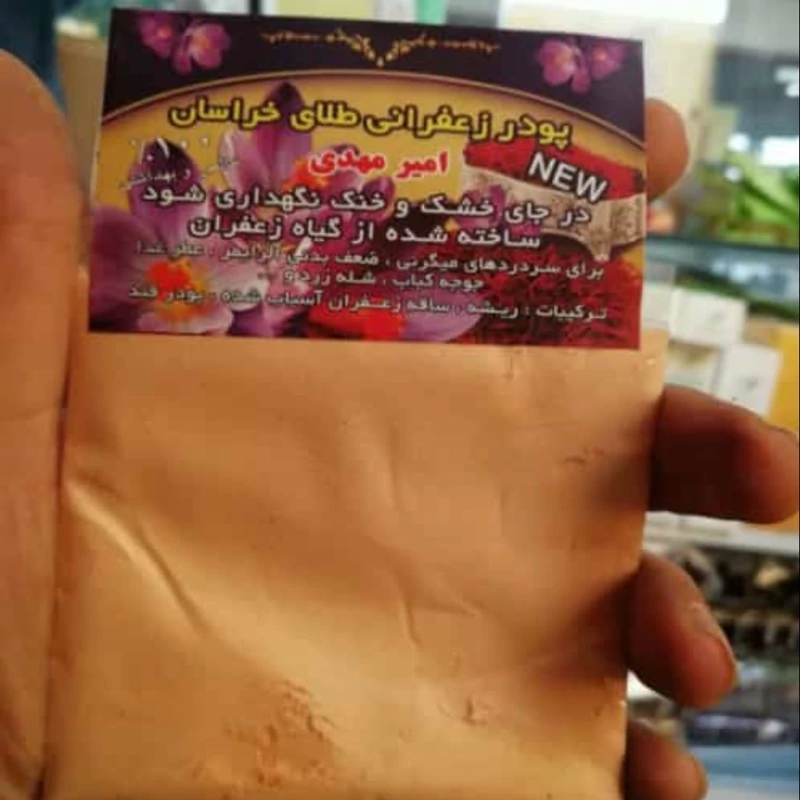 پودر زعفرانی طلای خراسان
امیر مهدی
NEW
و بهداشتی
در جای خشک و خنک نگهداری شود
ساخته شده از گیاه زعفران
برای سردردهای میگرنی ، ضعف بدنی آلزایمر ، عطر غذا
جوجه کباب ، شله زرد و
ترکیبات : ریشه ، ساقه زعفران آسیاب شده ، پودر قند